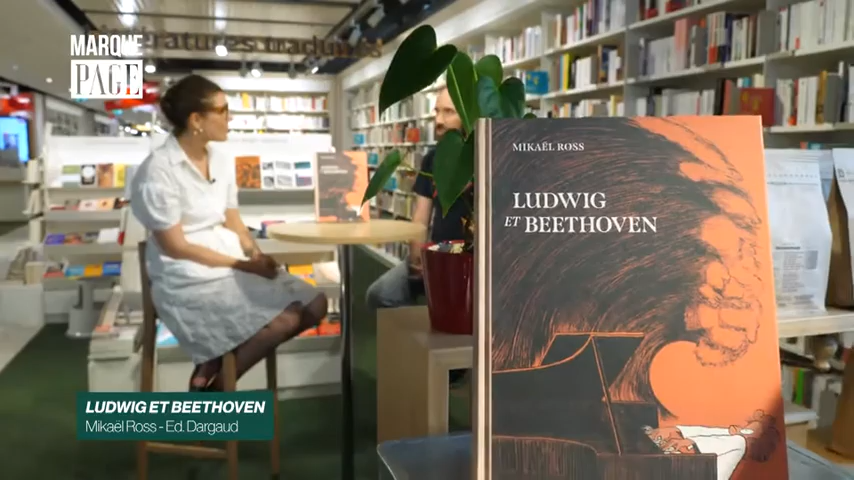 MARQUE
PAGE
MIKAËL ROSS
LUDWIG
ET BEETHOVEN
LUDWIG ET BEETHOVEN
Mikaël Ross - Ed. Dargaud